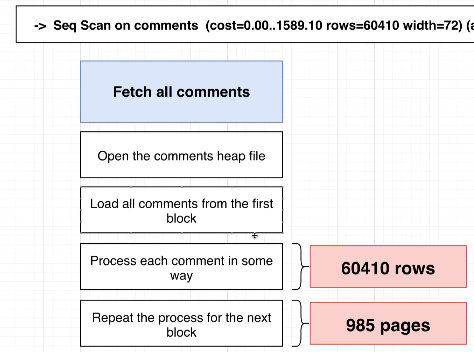 -> Seq Scan on comments (cost=0.00..1589.10 rows=60410 width=72) (a
Fetch all comments
Open the comments heap file
Load all comments from the first
block
Process each comment in some
way
60410 rows
Repeat the process for the next
block
985 pages